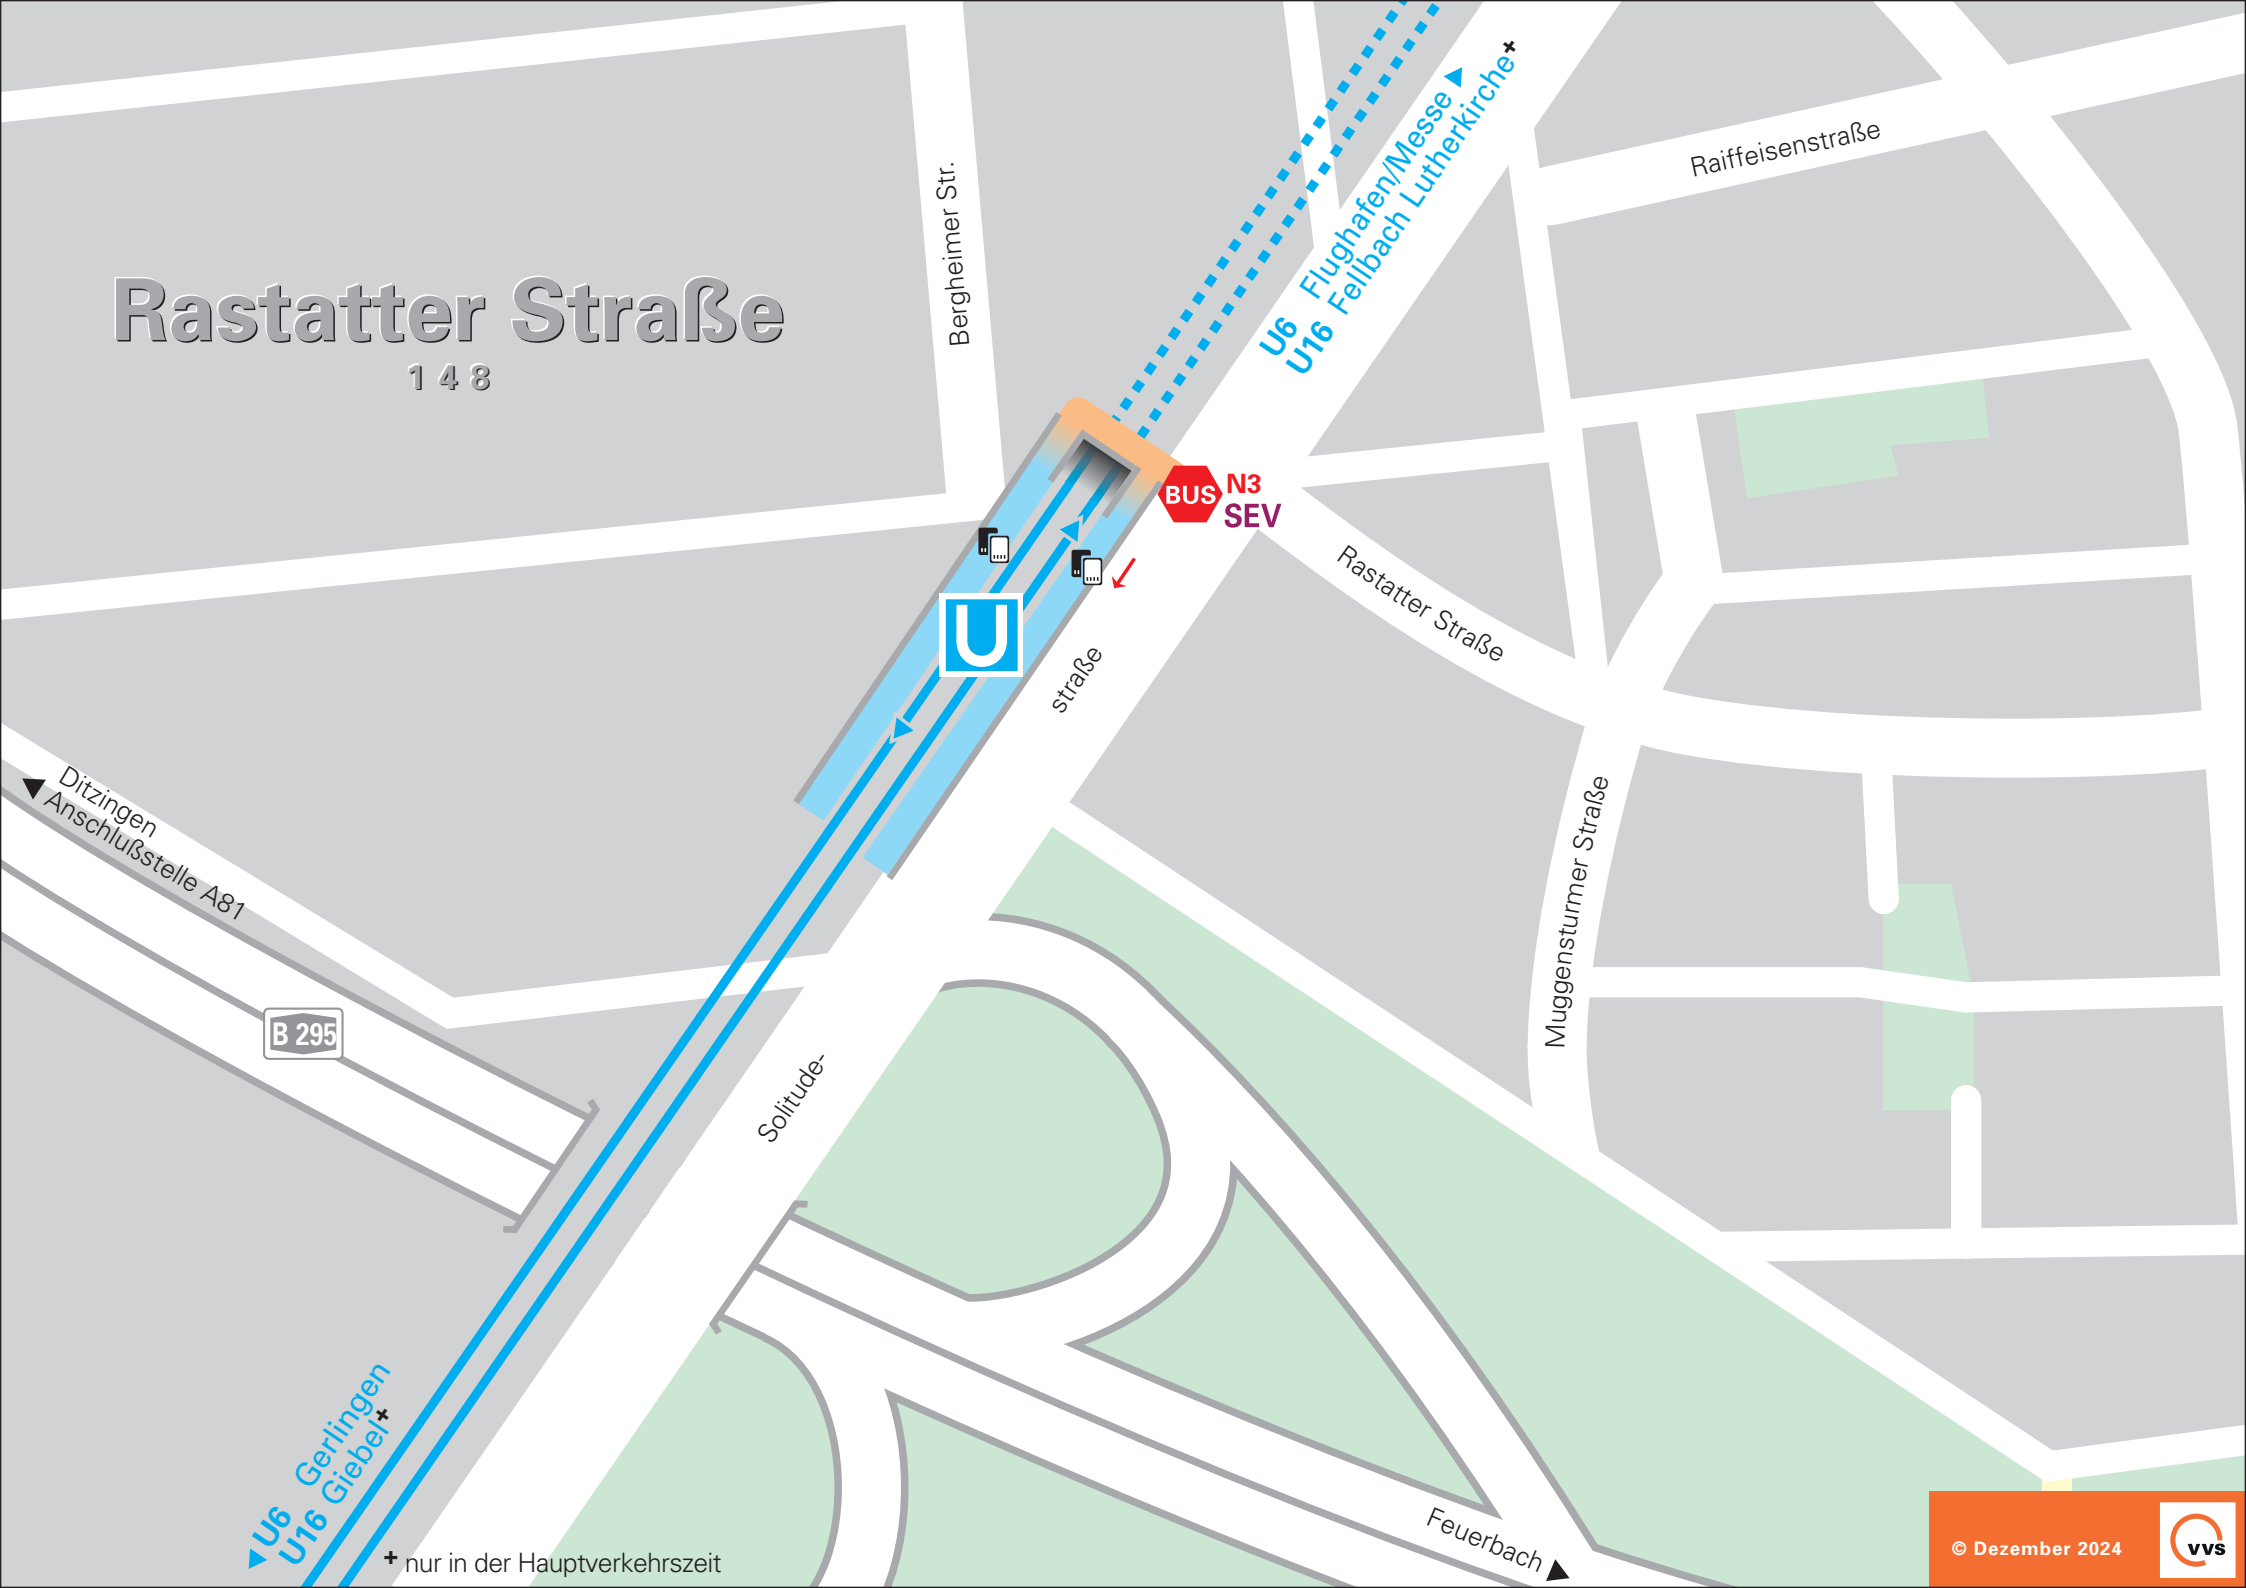 Rastatter Straße
148
Bergheimer Str.
U6 Flughafen/Messe
U16 Fellbach Lutherkirche+
Raiffeisenstraße
BUS
N3
SEV
Rastatter Straße
U
straße
Ditzingen
Anschlußstelle A81
Muggensturmer Straße
B 295
Solitude-
U6 Gerlingen
U16 Giebel+
+ nur in der Hauptverkehrszeit
Feuerbach
© Dezember 2024
vvs